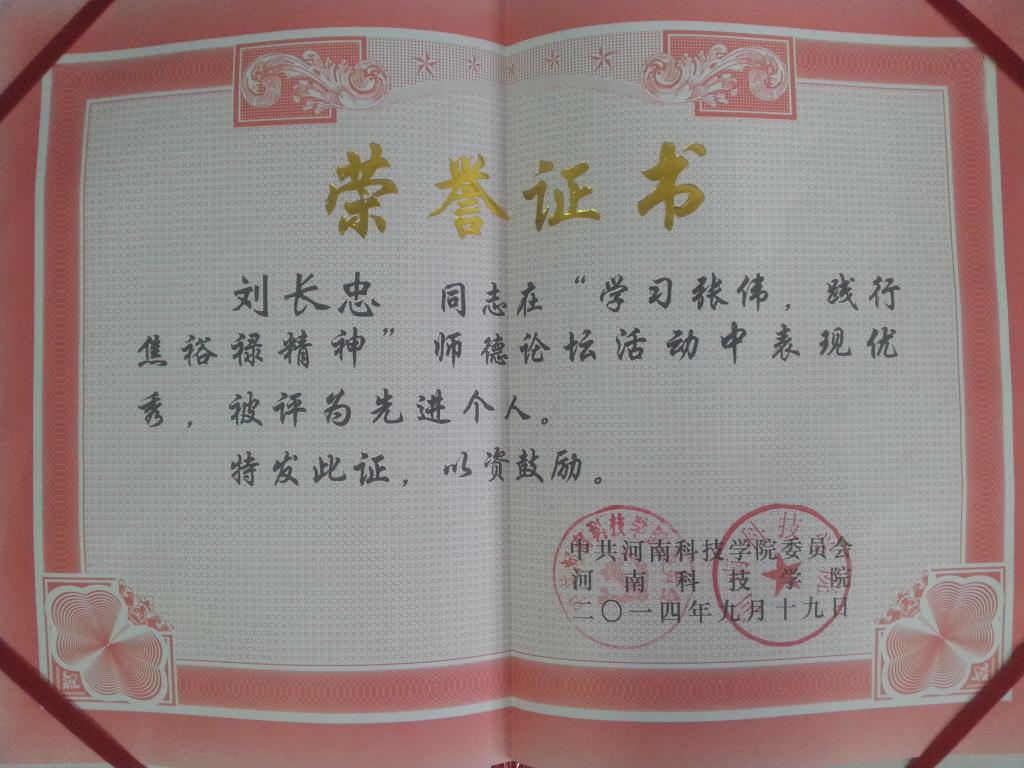 荣誉证书
刘长忠 同志在“学习张伟，践行
焦裕禄精神”师德论坛活动中表现优
秀，被评为先进个人。
特发此证，以资鼓励。
中共河南科技学院委员会
河南科技学院
二〇一四年九月十九日